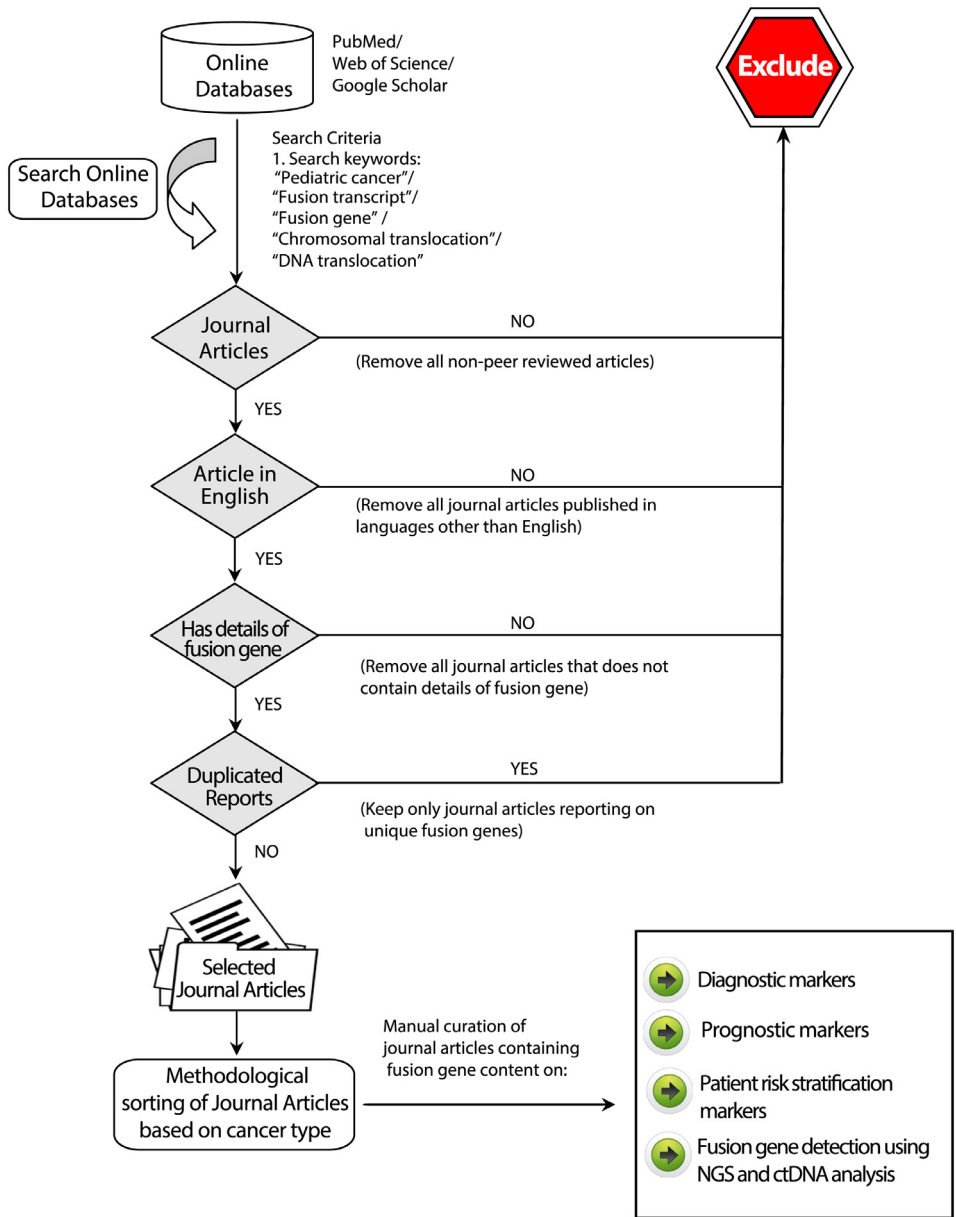 Online
Databases
PubMed/
Web of Science/
Google Scholar
Exclude
Search Online
Databases
Search Criteria
1. Search keywords:
“Pediatric cancer”/
“Fusion transcript”/
“Fusion gene” /
“Chromosomal translocation”/
“DNA translocation”
Journal
Articles
NO
(Remove all non-peer reviewed articles)
YES
Article in
English
NO
(Remove all journal articles published in
languages other than English)
YES
Has details of
fusion gene
NO
(Remove all journal articles that does not
contain details of fusion gene)
YES
Duplicated
Reports
YES
(Keep only journal articles reporting on
unique fusion genes)
NO
Selected
Journal Articles
Methodological
sorting of Journal Articles
based on cancer type
Manual curation of
journal articles containing
fusion gene content on:
Diagnostic markers
Prognostic markers
Patient risk stratification
markers
Fusion gene detection using
NGS and ctDNA analysis